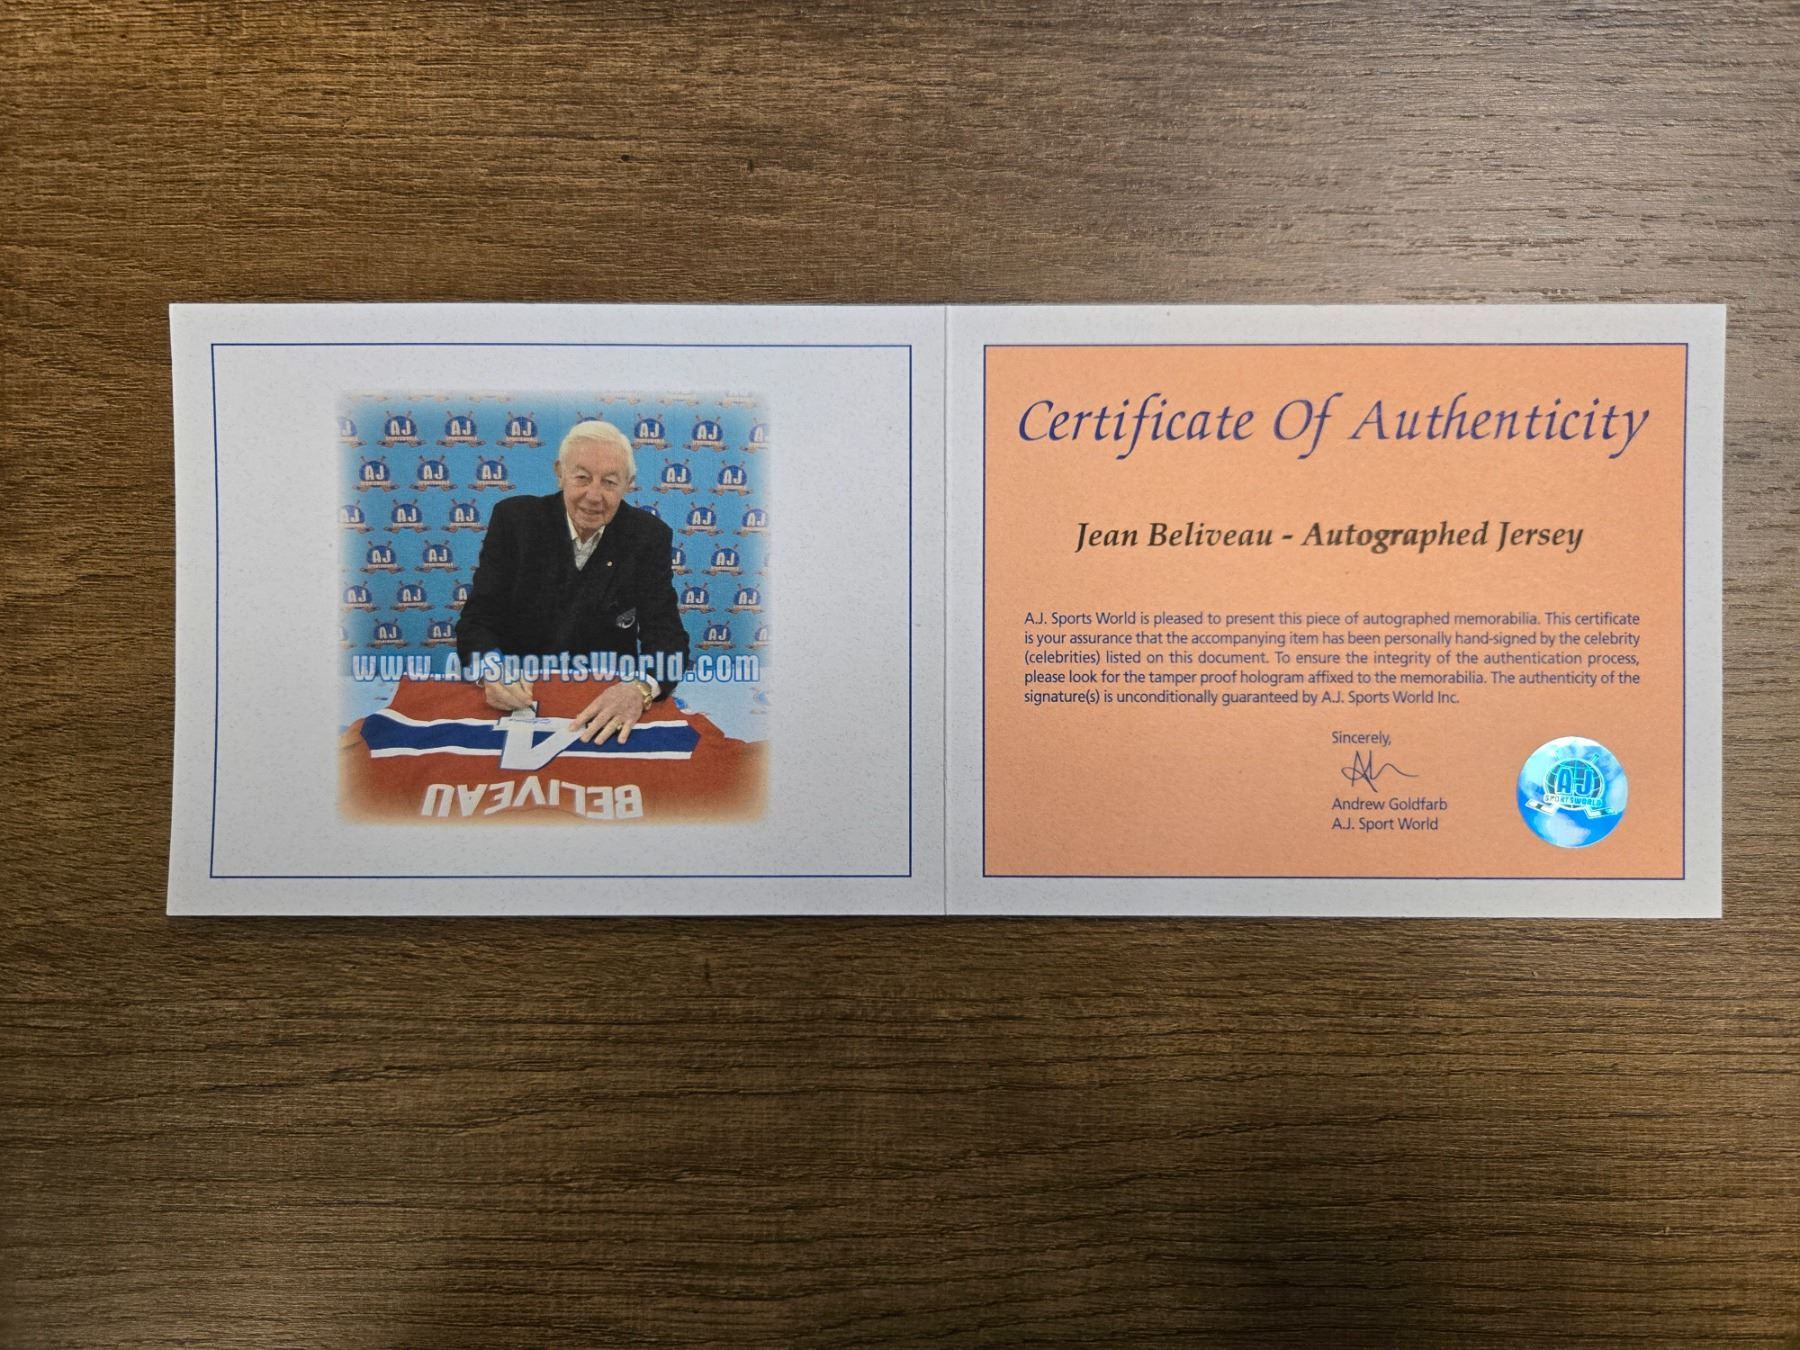 www.AJSportsWorld.com
4
BELIVEAU
Certificate Of Authenticity
Jean Beliveau - Autographed Jersey
A.J. Sports World is pleased to present this piece of autographed memorabilia. This certificate
is your assurance that the accompanying item has been personally hand-signed by the celebrity
(celebrities) listed on this document. To ensure the integrity of the authentication process,
please look for the tamper proof hologram affixed to the memorabilia. The authenticity of the
signature(s) is unconditionally guaranteed by A.J. Sports World Inc.
Sincerely,
Andrew Goldfarb
A.J. Sport World
AJ
SPORTSWORLD